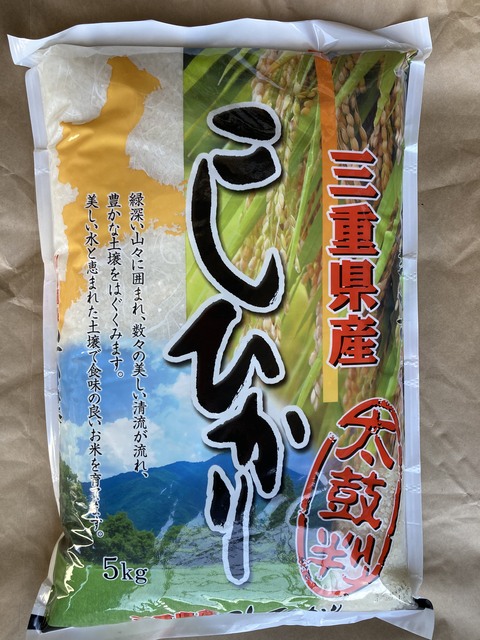 三重県産
太鼓判
こしひかり
緑深い山々に囲まれ、数々の美しい清流が流れ、
豊かな土壌をはぐくみます。
美しい水と恵まれた土壌で食味の良いお米を育てます。
5kg